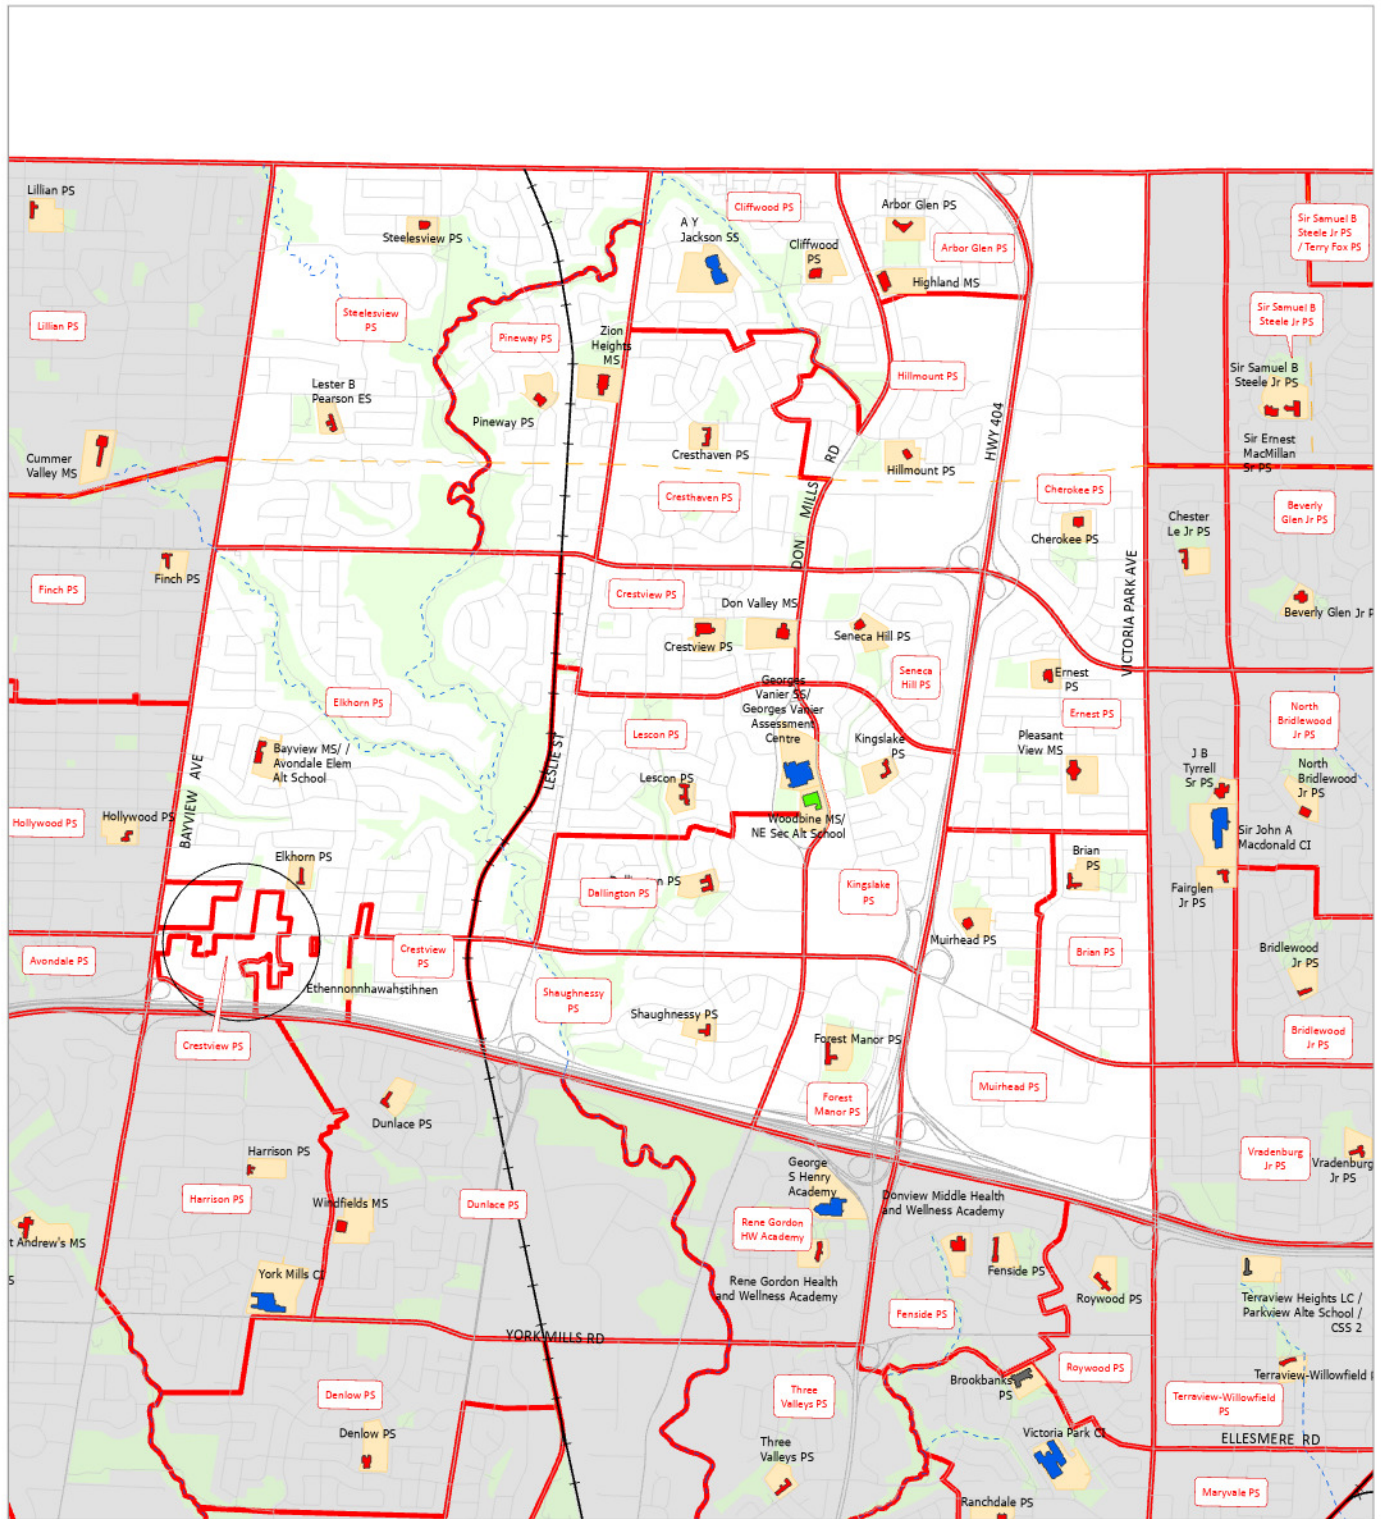 Lillian PS
Steelesview PS
A Y
Jackson SS
Cliffwood PS
Cliffwood
PS
Arbor Glen PS
Arbor Glen PS
Highland MS
Sir Samuel B
Steele Jr PS
/ Terry Fox PS
Lillian PS
Steelesview
PS
Pineway PS
Zion
Heights
MS
Sir Samuel B
Steele Jr PS
Hillmount PS
Sir Samuel B
Steele Jr PS
Lester B
Pearson ES
Pineway PS
Cresthaven PS
Cresthaven PS
DON MILLS RD
Hillmount PS
HWY 404
Sir Ernest
MacMillan
Sr PS
Cummer
Valley MS
Cherokee PS
Cherokee PS
Chester
Le Jr PS
Beverly
Glen Jr PS
Finch PS
Finch PS
Crestview PS
Don Valley MS
Crestview PS
Seneca Hill PS
Seneca
Hill PS
VICTORIA PARK AVE
Beverly Glen Jr P
Elkhorn PS
Georges
Vanier SS/
Georges Vanier
Assessment
Centre
Ernest
PS
Ernest PS
North
Bridlewood
Jr PS
Lescon PS
Lescon PS
Kingslake
PS
Pleasant
View MS
J B
Tyrrell
Sr PS
North
Bridlewood
Jr PS
Bayview MS/ /
Avondale Elem
Alt School
LESLIE ST
BAYVIEW AVE
Hollywood PS
Hollywood PS
Woodbine MS/
NE Sec Alt School
Sir John A
Macdonald CI
Elkhorn PS
Dallington PS
n PS
Kingslake
PS
Brian
PS
Fairglen
Jr PS
Avondale PS
Crestview
PS
Muirhead PS
Brian PS
Bridlewood
Jr PS
Ethennonnhawahstihnen
Shaughnessy
PS
Shaughnessy PS
Forest Manor PS
Bridlewood
Jr PS
Crestview PS
Forest
Manor PS
Muirhead PS
Dunlace PS
Harrison PS
Harrison PS
Windfields MS
Dunlace PS
George
S Henry
Academy
Donview Middle Health
and Wellness Academy
Vradenburg
Jr PS
Vradenburg
Jr PS
t Andrew's MS
S
Rene Gordon
HW Academy
Fenside PS
Rene Gordon Health
and Wellness Academy
Roywood PS
York Mills CI
Fenside PS
Terraview Heights LC /
Parkview Alte School /
CSS 2
YORK MILLS RD
Roywood PS
Brookbanks
PS
Terraview-Willowfield
Denlow PS
Three
Valleys PS
Terraview-Willowfield
PS
Denlow PS
Three
Valleys PS
Victoria Park CI
ELLESMERE RD
Ranchdale PS
Maryvale PS